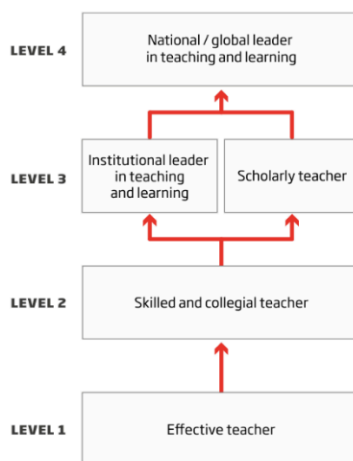 LEVEL 4
National / global leader
in teaching and learning
LEVEL 3
Institutional leader
in teaching
and learning
Scholarly teacher
LEVEL 2
Skilled and collegial teacher
LEVEL 1
Effective teacher